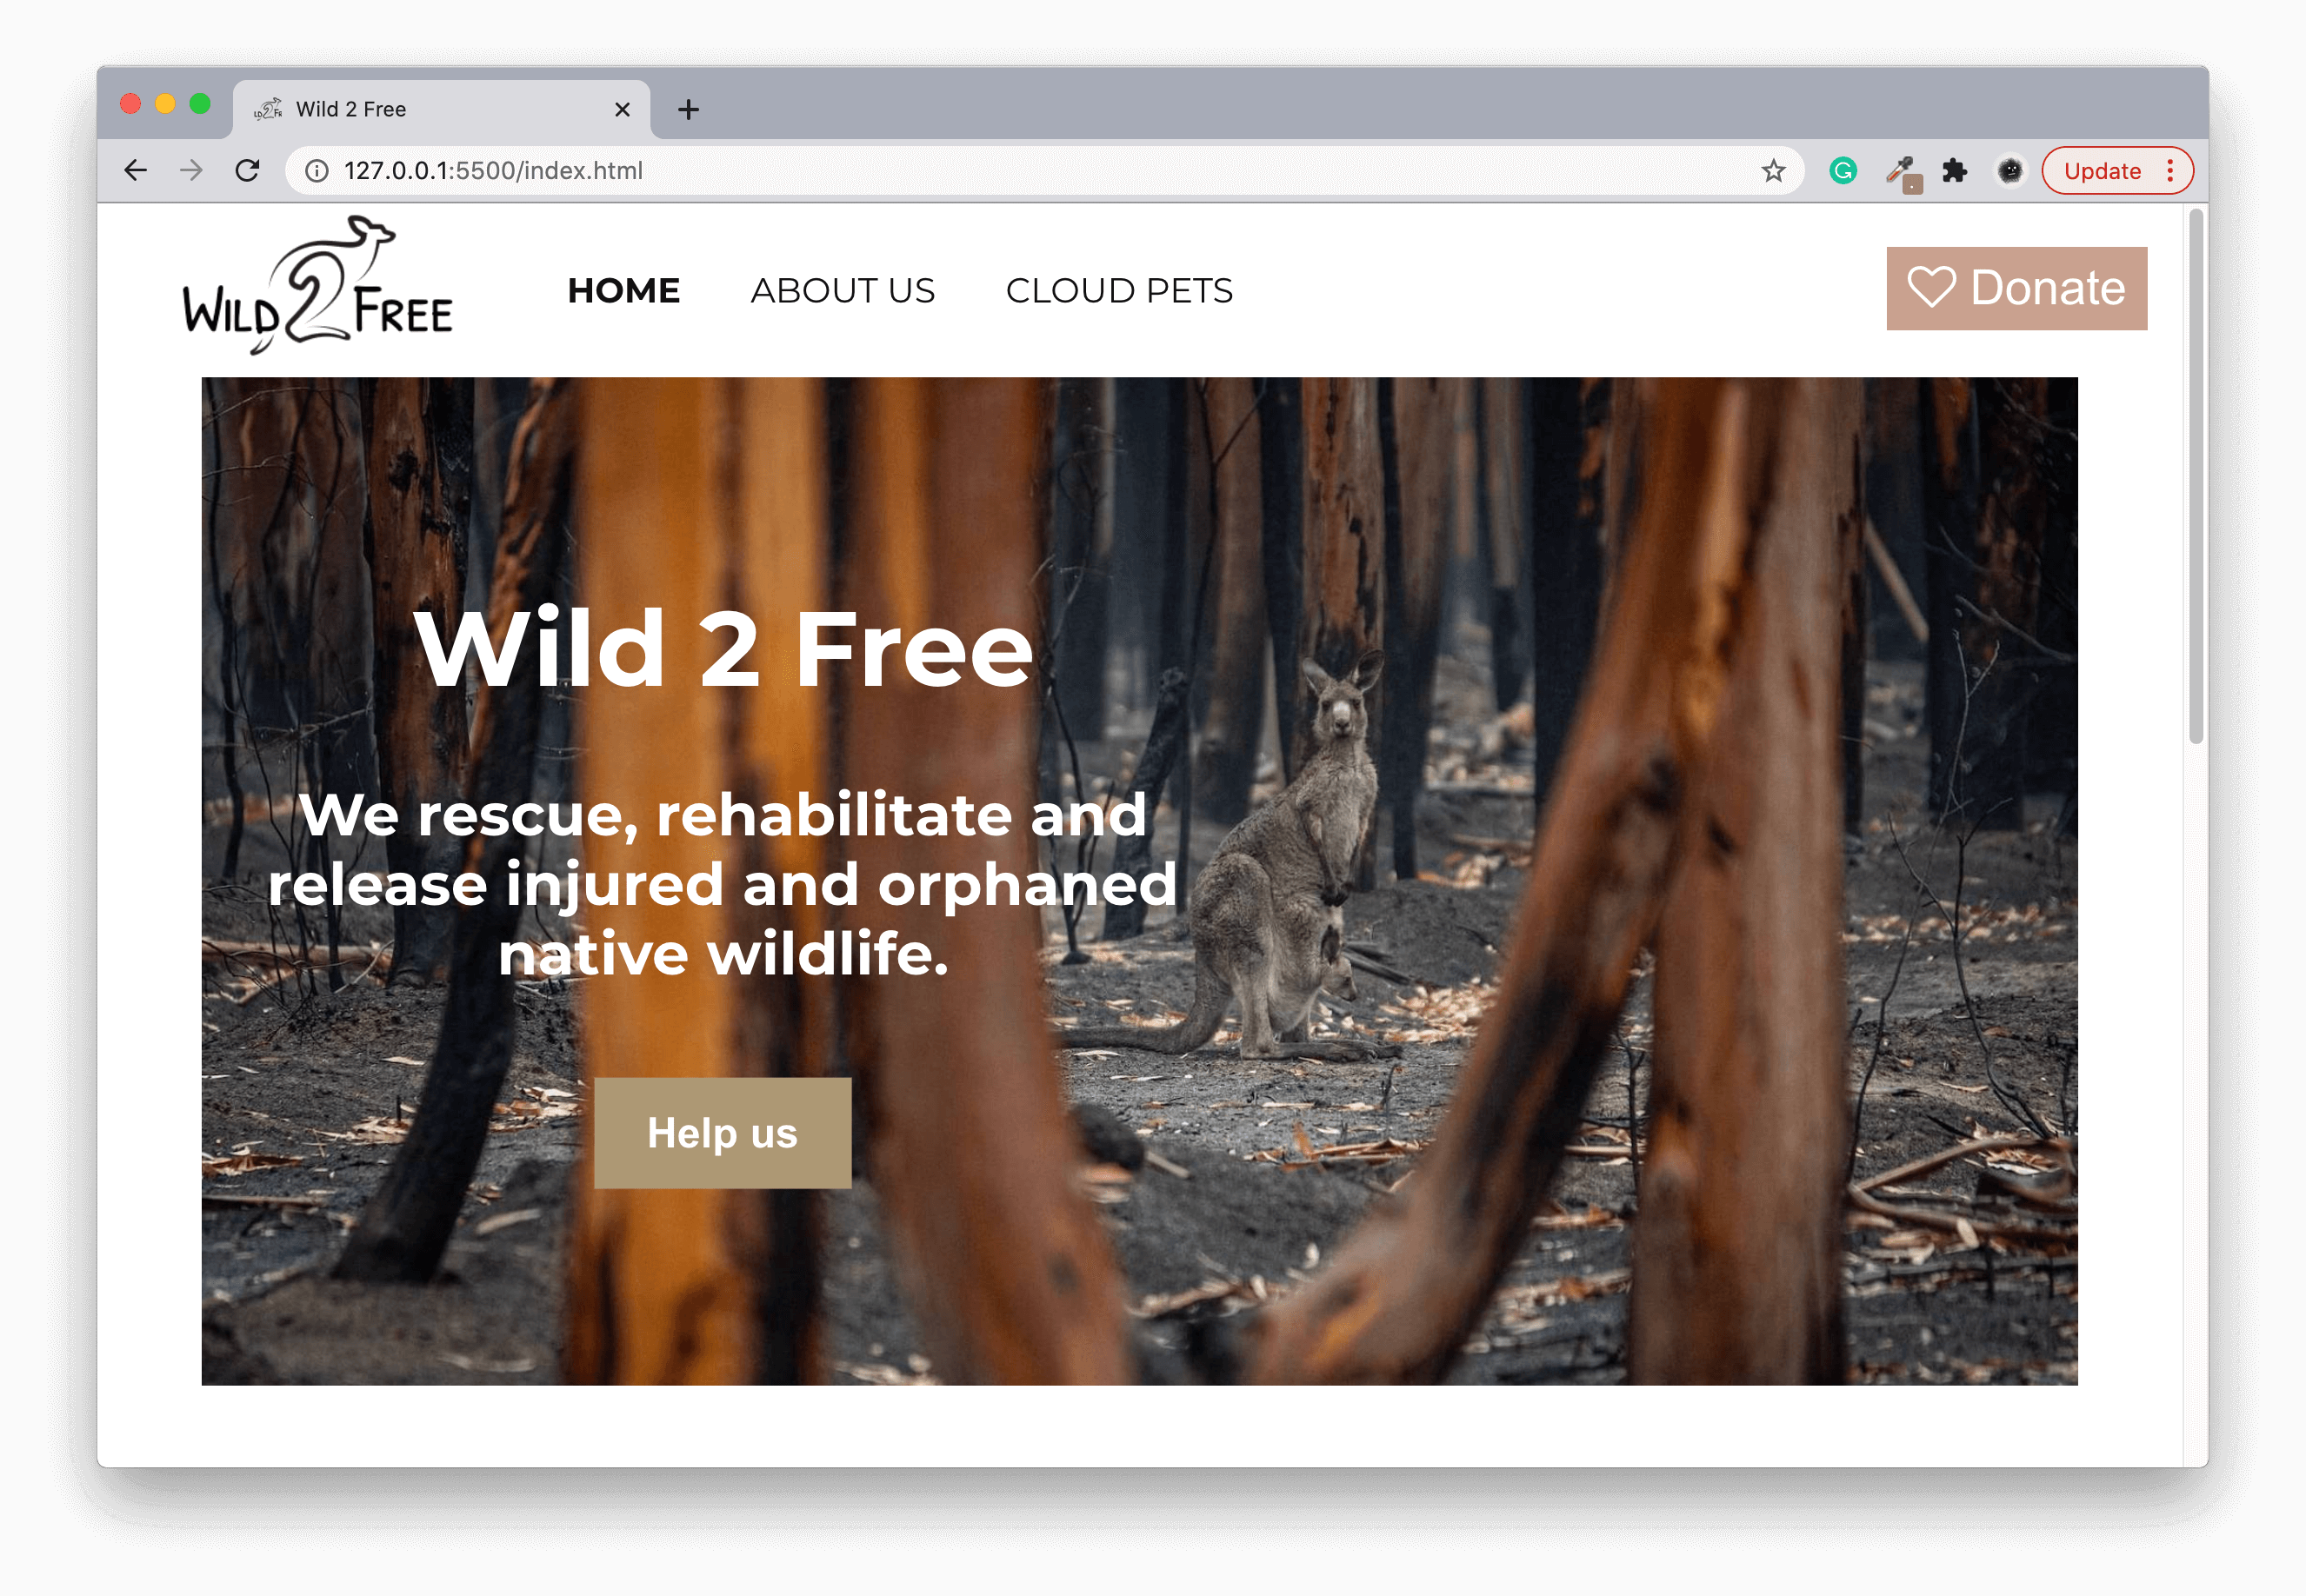 Wild 2 Free
127.0.0.1:5500/index.html
Update
WILD 2 FREE
HOME
ABOUT US
CLOUD PETS
Donate
Wild 2 Free
We rescue, rehabilitate and
release injured and orphaned
native wildlife.
Help us